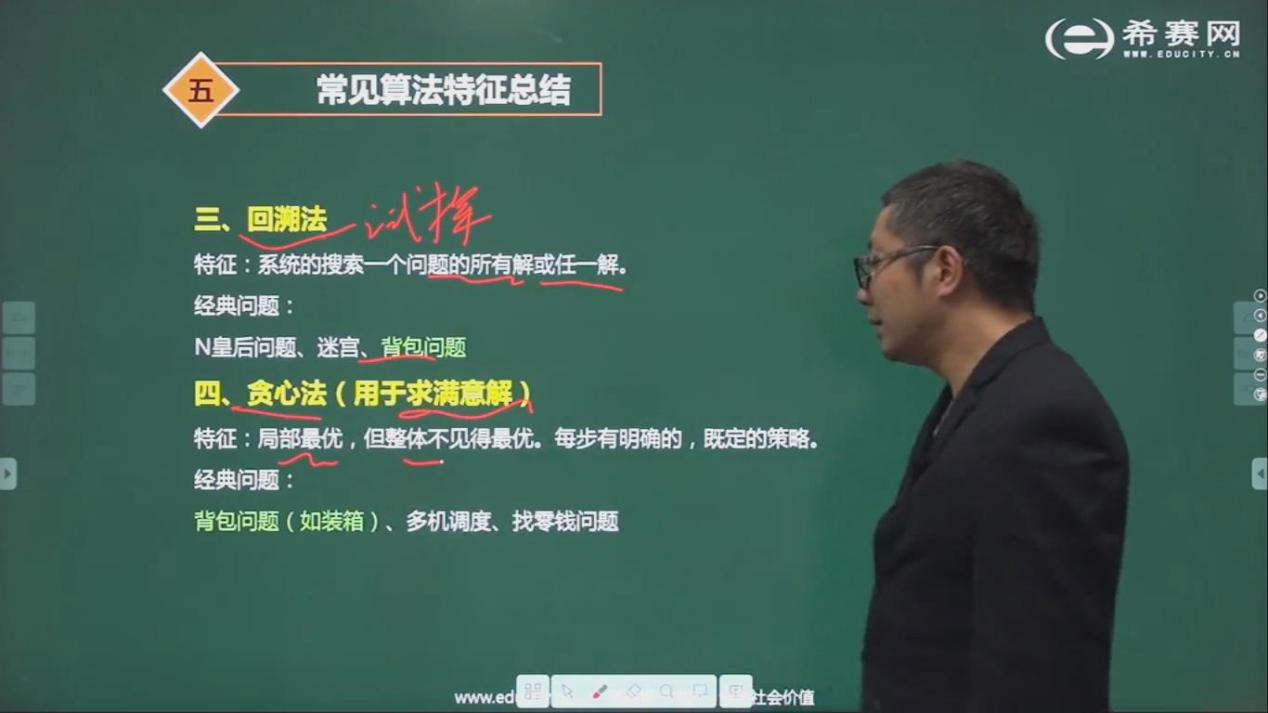 希赛网
WWW.EDUCITY.CN
五
常见算法特征总结
三、回溯法
试探
特征：系统的搜索一个问题的所有解或任一解。
经典问题：
N皇后问题、迷宫、背包问题
四、贪心法（用于求满意解）
特征：局部最优，但整体不见得最优。每步有明确的，既定的策略。
经典问题：
背包问题（如装箱）、多机调度、找零钱问题
www.edu
社会价值